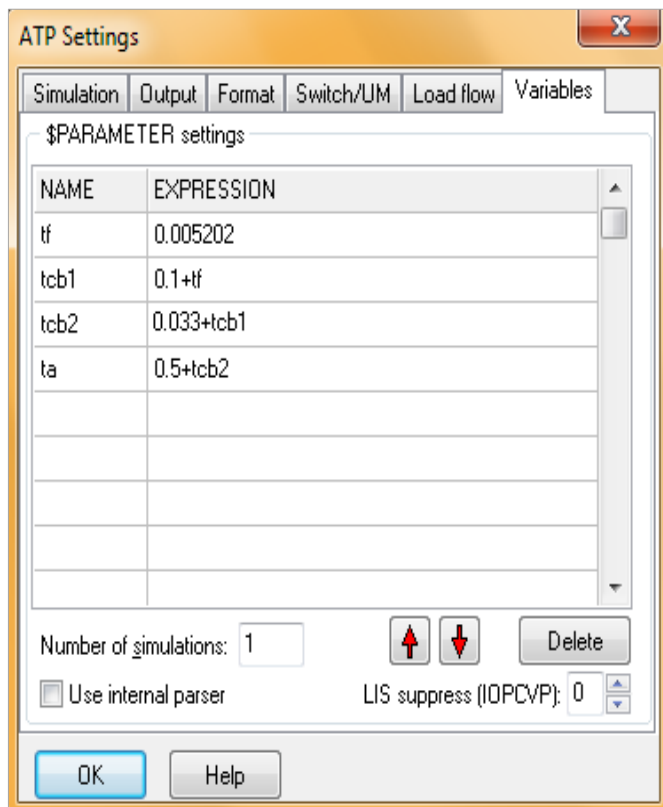 ATP Settings
X
Simulation Output Format Switch/UM Load flow Variables
$PARAMETER settings
NAME EXPRESSION
tf 0.005202
tcb1 0.1+tf
tcb2 0.033+tcb1
ta 0.5+tcb2
Number of simulations: 1
Delete
Use internal parser
LIS suppress (IOPCVP): 0
OK Help